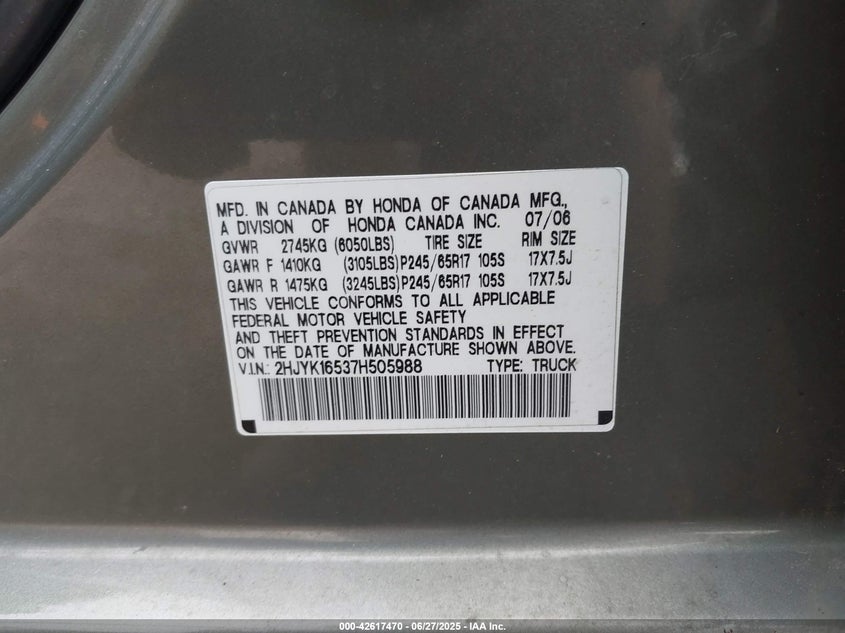 MFD. IN CANADA BY HONDA OF CANADA MFG.,
A DIVISION OF HONDA CANADA INC. 07/06
GVWR 2745KG (6050LBS) TIRE SIZE RIM SIZE
GAWR F 1410KG (3105LBS) P245/65R17 105S 17X7.5J
GAWR R 1475KG (3245LBS) P245/65R17 105S 17X7.5J
THIS VEHICLE CONFORMS TO ALL APPLICABLE
FEDERAL MOTOR VEHICLE SAFETY
AND THEFT PREVENTION STANDARDS IN EFFECT
ON THE DATE OF MANUFACTURE SHOWN ABOVE.
V.I.N.: 2HJYK16537H505988 TYPE: TRUCK
000-42617470 - 06/27/2025 - IAA Inc.